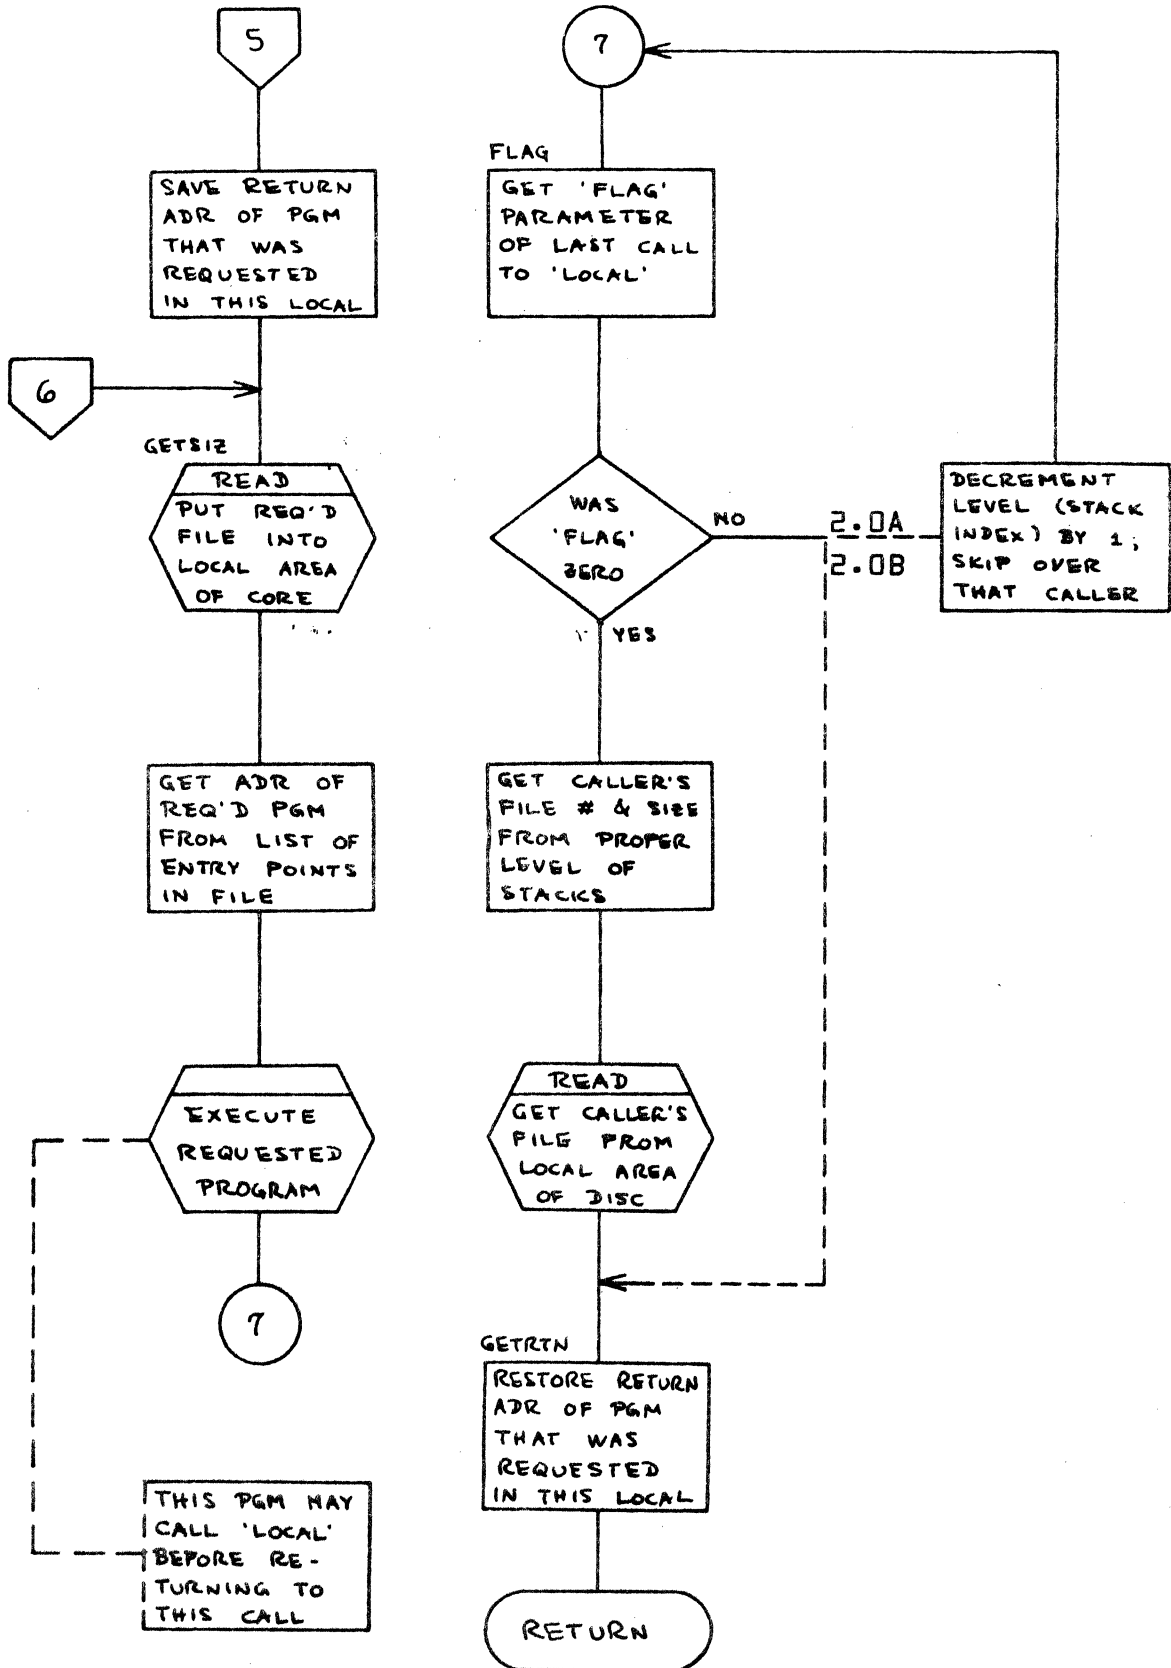 5
SAVE RETURN
ADR OF PGM
THAT WAS
REQUESTED
IN THIS LOCAL
6
GETSIZ
READ
PUT REQ'D
FILE INTO
LOCAL AREA
OF CORE
GET ADR OF
REQ'D PGM
FROM LIST OF
ENTRY POINTS
IN FILE
EXECUTE
REQUESTED
PROGRAM
7
THIS PGM MAY
CALL 'LOCAL'
BEFORE RE-
TURNING TO
THIS CALL
7
FLAG
GET 'FLAG'
PARAMETER
OF LAST CALL
TO 'LOCAL'
WAS
'FLAG'
ZERO
NO
2.0A
2.0B
YES
DECREMENT
LEVEL (STACK
INDEX) BY 1;
SKIP OVER
THAT CALLER
GET CALLER'S
FILE # & SIZE
FROM PROPER
LEVEL OF
STACKS
READ
GET CALLER'S
FILE FROM
LOCAL AREA
OF DISC
GETRTN
RESTORE RETURN
ADR OF PGM
THAT WAS
REQUESTED
IN THIS LOCAL
RETURN